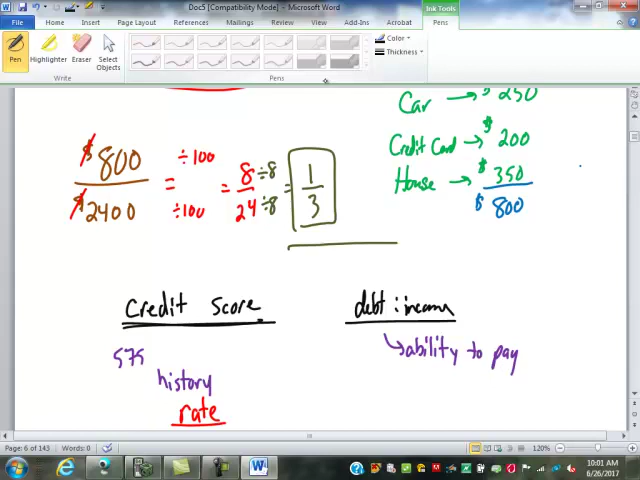 Doc5 [Compatibility Mode] - Microsoft Word
Ink Tools
File Home Insert Page Layout References Mailings Review View Add-Ins Acrobat Pens
Pen Highlighter Eraser Select Objects
Color
Thickness
Write Pens
Car → $ 250
Credit Card → $ 200
House → $ 350
$ 800
$800 ÷100 8 ÷8 1
= = =
$2400 ÷100 24 ÷8 3
credit score debt : income
575 ability to pay
history
rate
Page: 6 of 143 Words: 0 120%
10:01 AM
6/26/2017